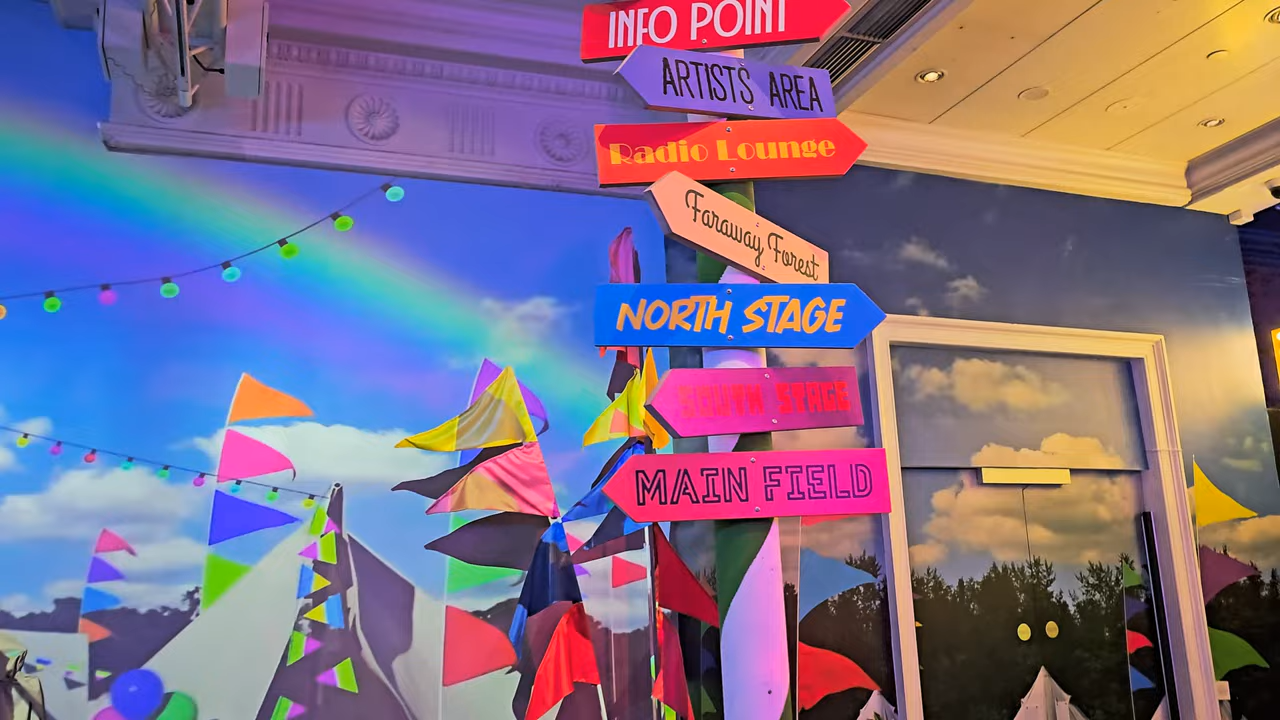 INFO POINT
ARTISTS AREA
Radio Lounge
Faraway Forest
NORTH STAGE
SOUTH STAGE
MAIN FIELD